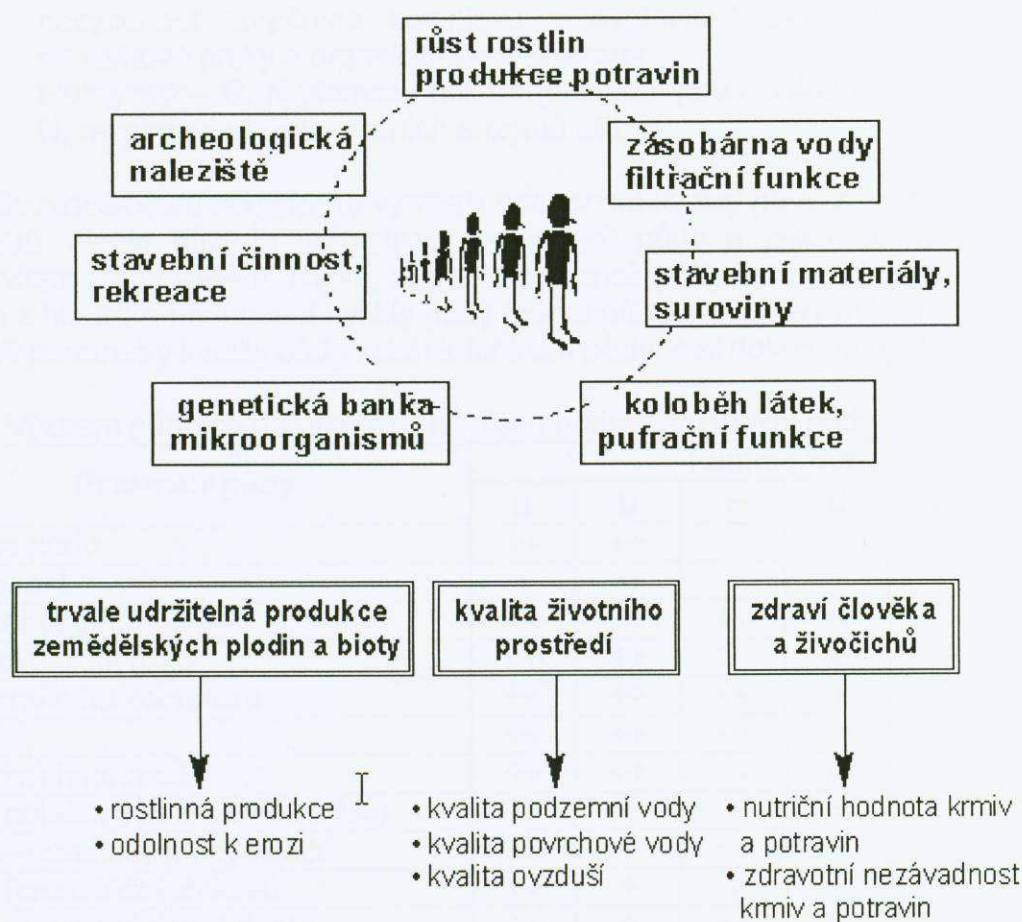 růst rostlin
produkce potravin
archeologická
naleziště
zásobárna vody
filtrační funkce
stavební činnost,
rekreace
stavební materiály,
suroviny
genetická banka
mikroorganismů
koloběh látek,
pufrační funkce
trvale udržitelná produkce
zemědělských plodin a bioty
kvalita životního
prostředí
zdraví člověka
a živočichů
• rostlinná produkce
• odolnost k erozi
• kvalita podzemní vody
• kvalita povrchové vody
• kvalita ovzduší
• nutriční hodnota krmiv
a potravin
• zdravotní nezávadnost
krmiv a potravin